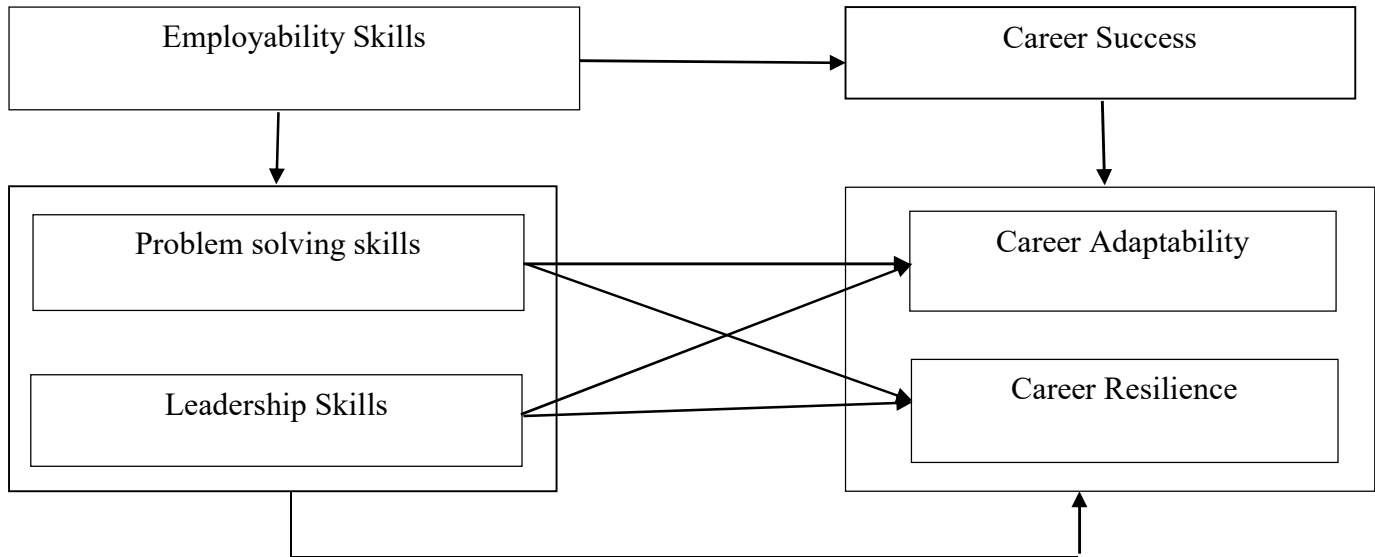 Employability Skills
Career Success
Problem solving skills
Career Adaptability
Leadership Skills
Career Resilience